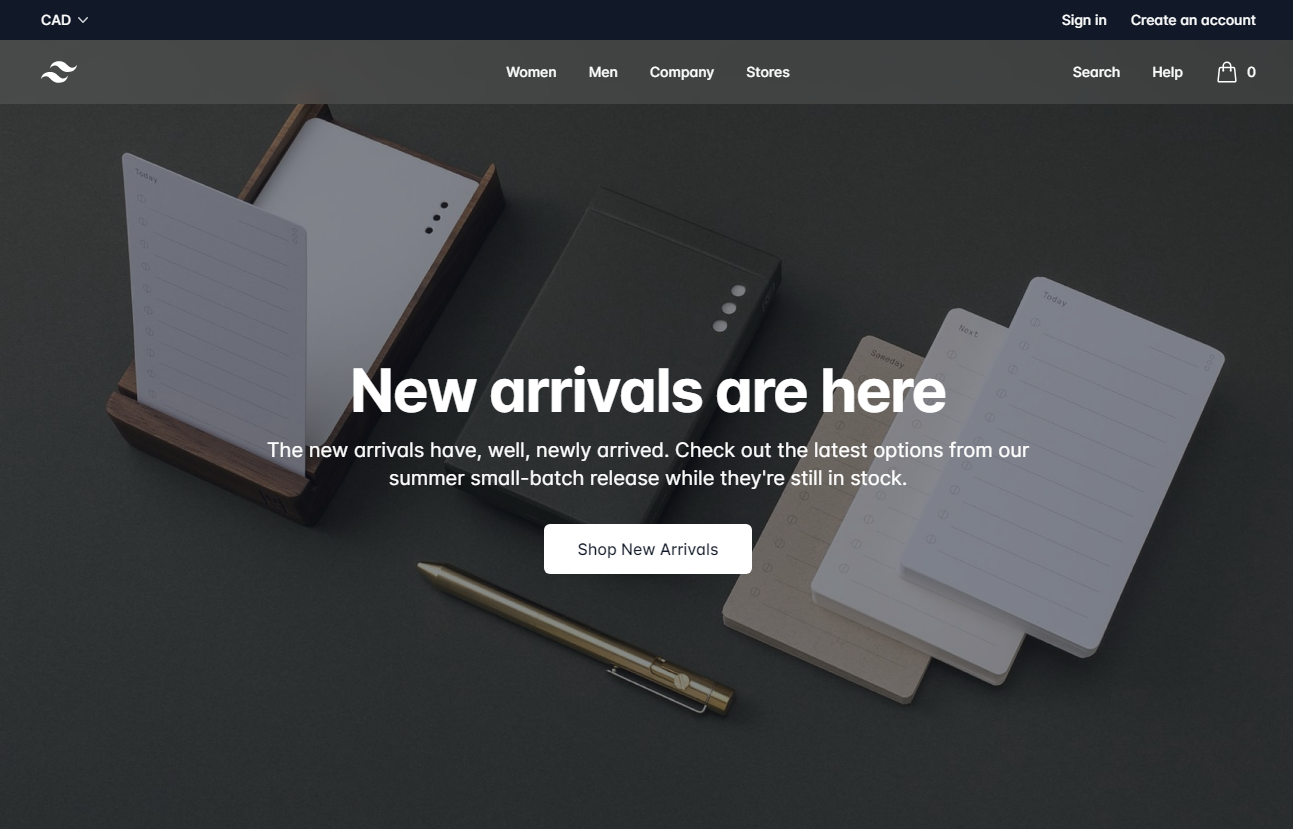 CAD
Sign in
Create an account
Women
Men
Company
Stores
Search
Help
0
Today
Today
Next
Someday
New arrivals are here
The new arrivals have, well, newly arrived. Check out the latest options from our
summer small-batch release while they're still in stock.
Shop New Arrivals